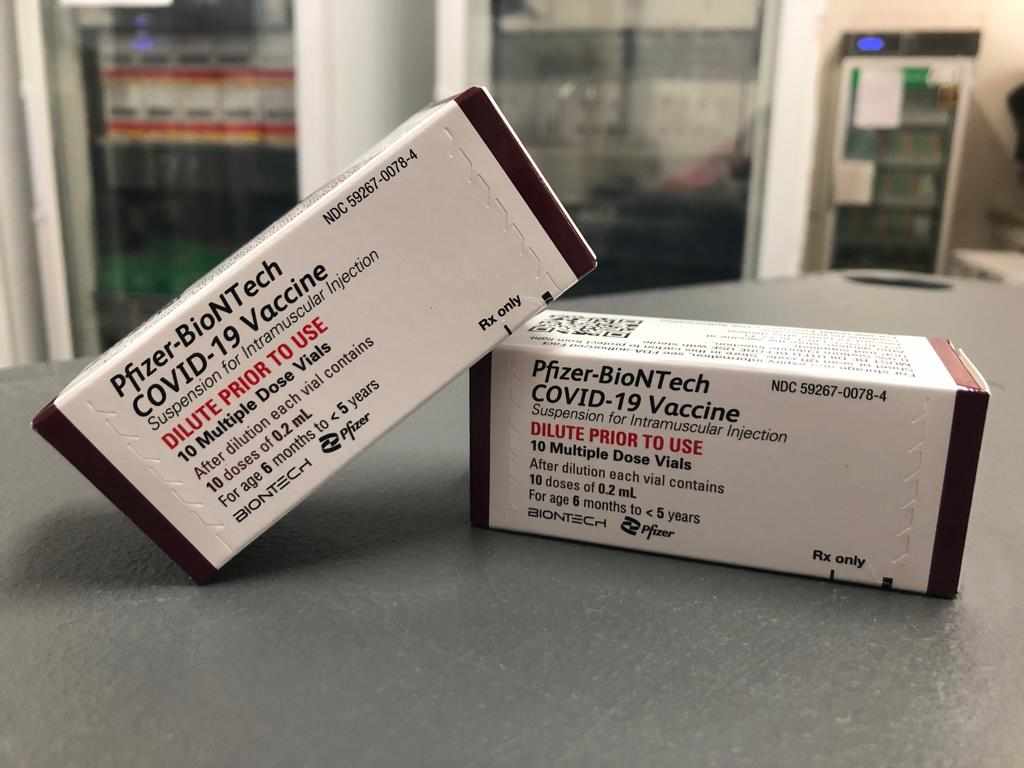 NDC 59267-0078-4
Pfizer-BioNTech
COVID-19 Vaccine
Suspension for Intramuscular Injection
DILUTE PRIOR TO USE
10 Multiple Dose Vials
After dilution each vial contains
10 doses of 0.2 mL
For age 6 months to < 5 years
BIONTECH Pfizer
Rx only
Pfizer-BioNTech
NDC 59267-0078-4
COVID-19 Vaccine
Suspension for Intramuscular Injection
DILUTE PRIOR TO USE
10 Multiple Dose Vials
After dilution each vial contains
10 doses of 0.2 mL
For age 6 months to < 5 years
BIONTECH Pfizer
Rx only